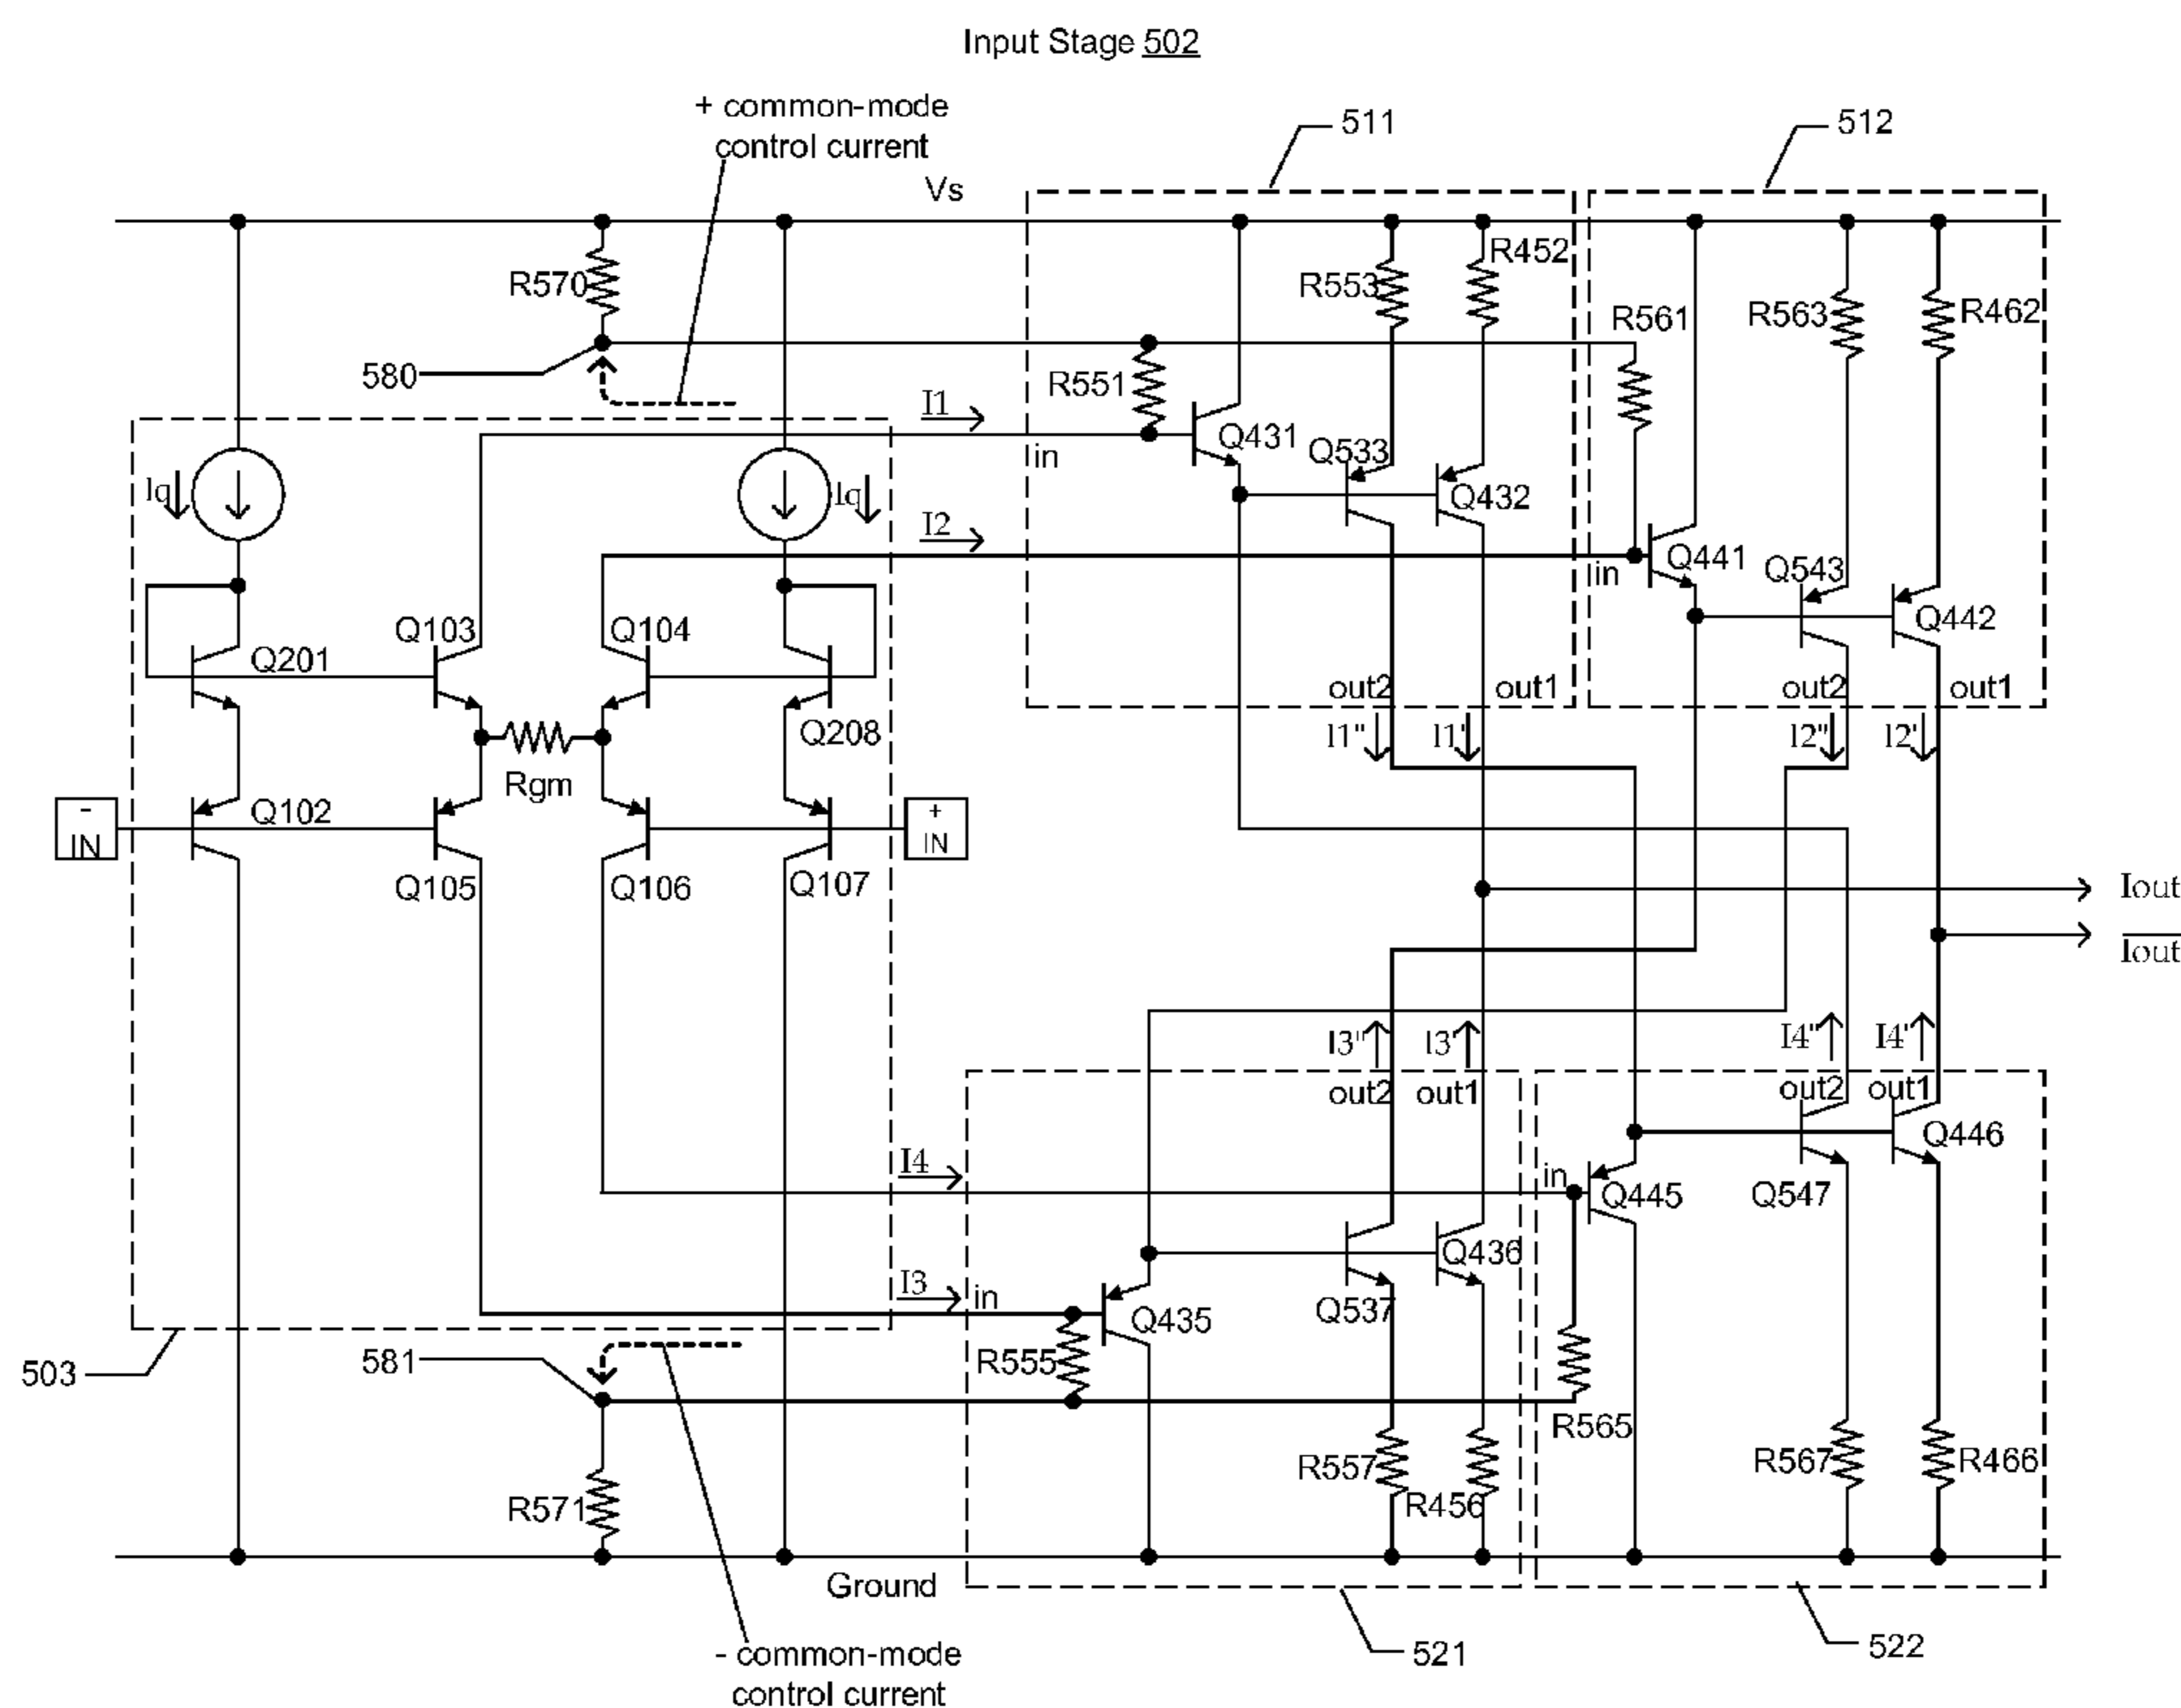 Input Stage 502
+ common-mode
control current
511
512
Vs
R570
R553
R452
R561
R563
R462
580
R551
I1
in
Q431
Q533
Q432
Iq
Iq
I2
in
Q441
Q543
Q442
Q103
Q104
Q201
Q208
out2
out1
out2
out1
I1"
I1'
I2"
I2'
Rgm
-
IN
Q102
+
IN
Q105
Q106
Q107
Iout
Iout
I3"
I3'
I4"
I4'
out2
out1
out2
out1
I4
in
Q445
Q547
Q446
Q436
I3
in
Q435
Q537
503
581
R555
R565
R571
R557
R456
R567
R466
Ground
- common-mode
control current
521
522